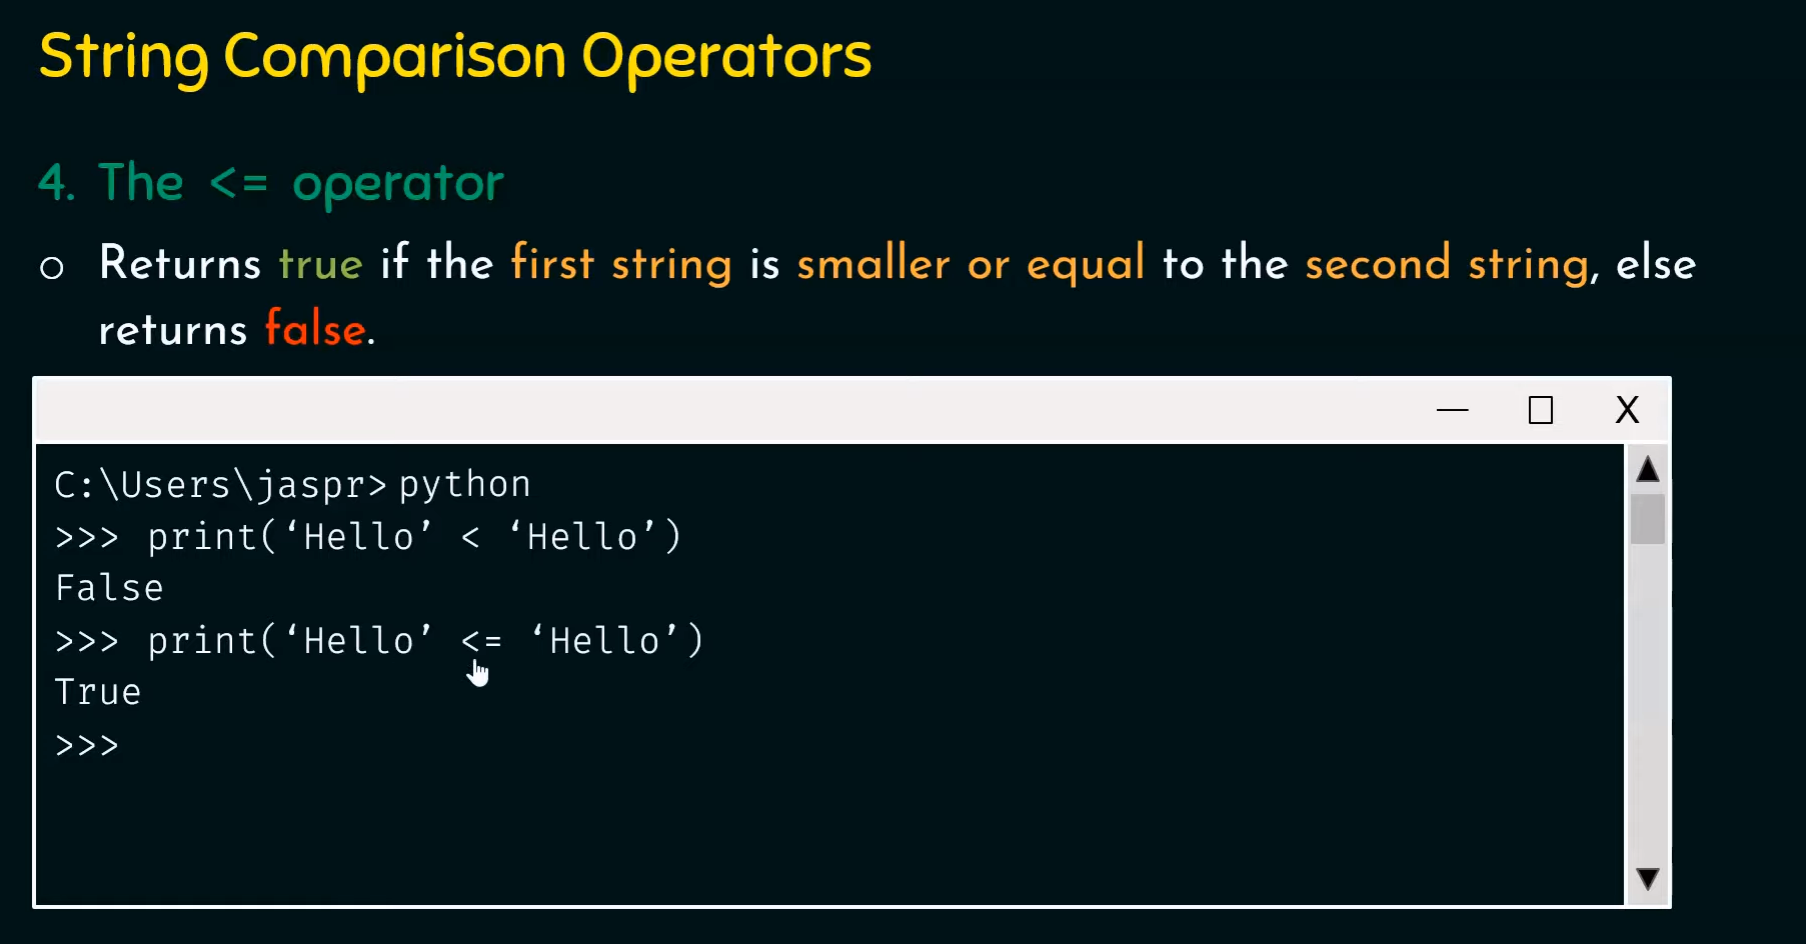 String Comparison Operators
4. The <= operator
○ Returns true if the first string is smaller or equal to the second string, else
returns false.
— □ X
C:\Users\jaspr>python
>>> print(‘Hello’ < ‘Hello’)
False
>>> print(‘Hello’ <= ‘Hello’)
True
>>>